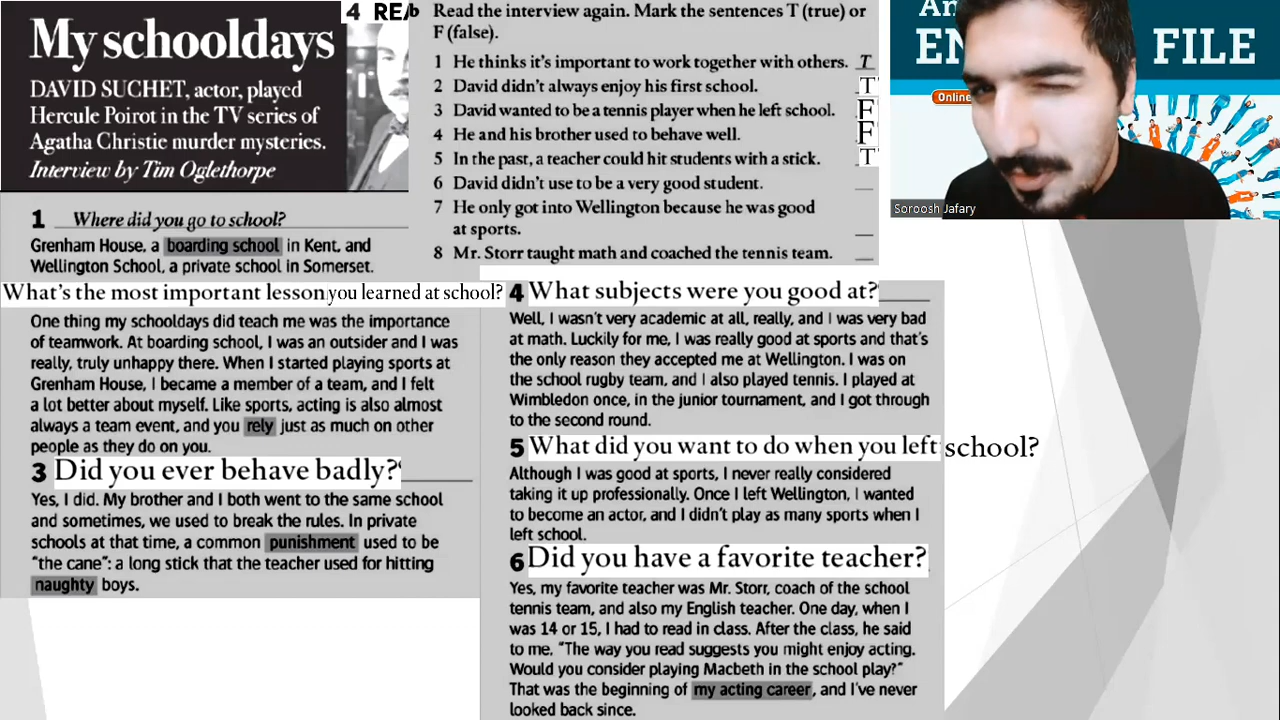 My schooldays
DAVID SUCHET, actor, played
Hercule Poirot in the TV series of
Agatha Christie murder mysteries.
Interview by Tim Oglethorpe
1 Where did you go to school?
Grenham House, a boarding school in Kent, and
Wellington School, a private school in Somerset.
What's the most important lesson you learned at school?
One thing my schooldays did teach me was the importance
of teamwork. At boarding school, I was an outsider and I was
really, truly unhappy there. When I started playing sports at
Grenham House, I became a member of a team, and I felt
a lot better about myself. Like sports, acting is also almost
always a team event, and you rely just as much on other
people as they do on you.
3 Did you ever behave badly?
Yes, I did. My brother and I both went to the same school
and sometimes, we used to break the rules. In private
schools at that time, a common punishment used to be
"the cane": a long stick that the teacher used for hitting
naughty boys.
4 REA
b Read the interview again. Mark the sentences T (true) or
F (false).
1 He thinks it's important to work together with others. T
2 David didn't always enjoy his first school. T
3 David wanted to be a tennis player when he left school. F
4 He and his brother used to behave well. F
5 In the past, a teacher could hit students with a stick. T
6 David didn't use to be a very good student.
7 He only got into Wellington because he was good
at sports.
8 Mr. Storr taught math and coached the tennis team.
4 What subjects were you good at?
Well, I wasn't very academic at all, really, and I was very bad
at math. Luckily for me, I was really good at sports and that's
the only reason they accepted me at Wellington. I was on
the school rugby team, and I also played tennis. I played at
Wimbledon once, in the junior tournament, and I got through
to the second round.
5 What did you want to do when you left school?
Although I was good at sports, I never really considered
taking it up professionally. Once I left Wellington, I wanted
to become an actor, and I didn't play as many sports when I
left school.
6 Did you have a favorite teacher?
Yes, my favorite teacher was Mr. Storr, coach of the school
tennis team, and also my English teacher. One day, when I
was 14 or 15, I had to read in class. After the class, he said
to me, "The way you read suggests you might enjoy acting.
Would you consider playing Macbeth in the school play?"
That was the beginning of my acting career, and I've never
looked back since.
Am
EN FILE
Online
Soroosh Jafary